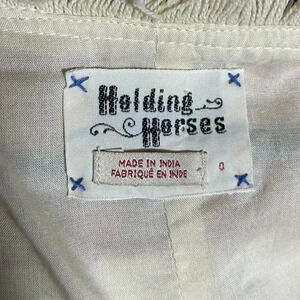 Holding
Horses
MADE IN INDIA
FABRIQUÉ EN INDE
0